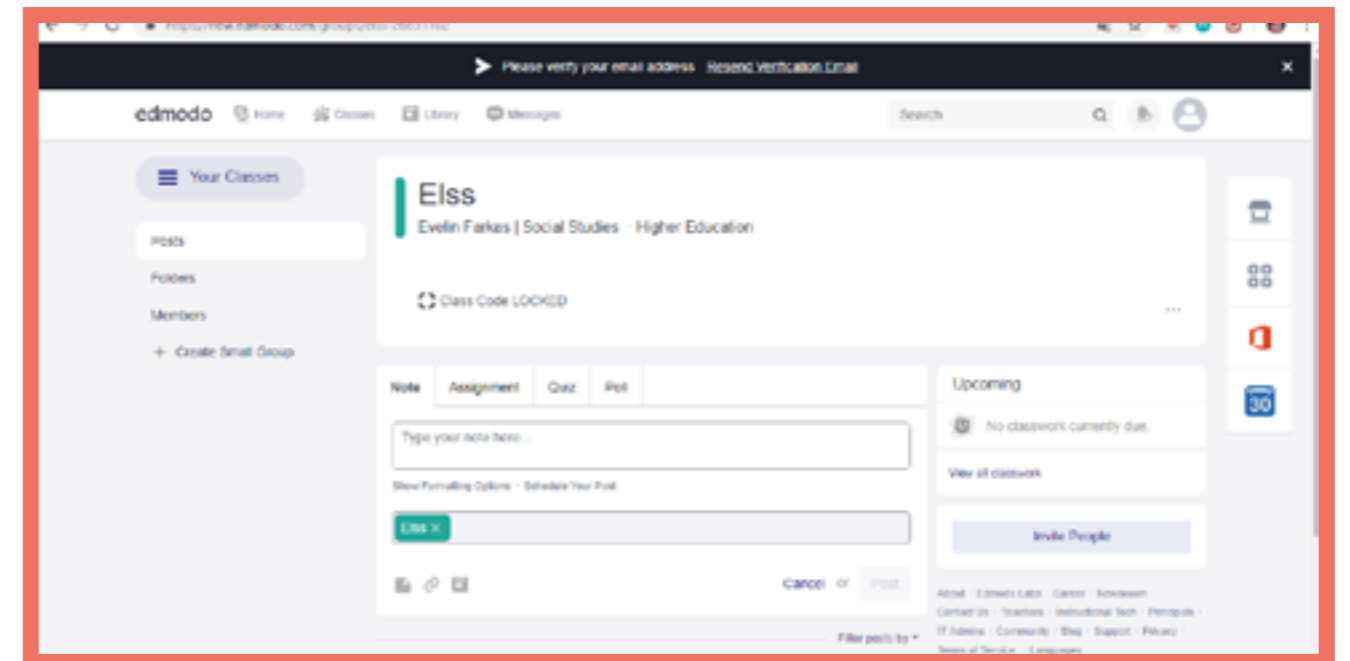 Please verify your email address Resend Verification Email ×
edmodo Home Classes Library Messages Search
Your Classes
Elss
Evelin Farkas | Social Studies · Higher Education
Posts
Folders
Class Code LOCKED
Members
...
+ Create Small Group
Note Assignment Quiz Poll
Upcoming
30
Type your note here...
No classwork currently due.
View all classwork
Show Formatting Options · Schedule Your Post
Elss ×
Invite People
Cancel or Post
About · Edmodo Labs · Career · Newsroom ·
Contact Us · Teachers · Instructional Tech · Principals ·
Filter posts by
IT Admins · Community · Blog · Support · Privacy ·
Terms of Service · Languages